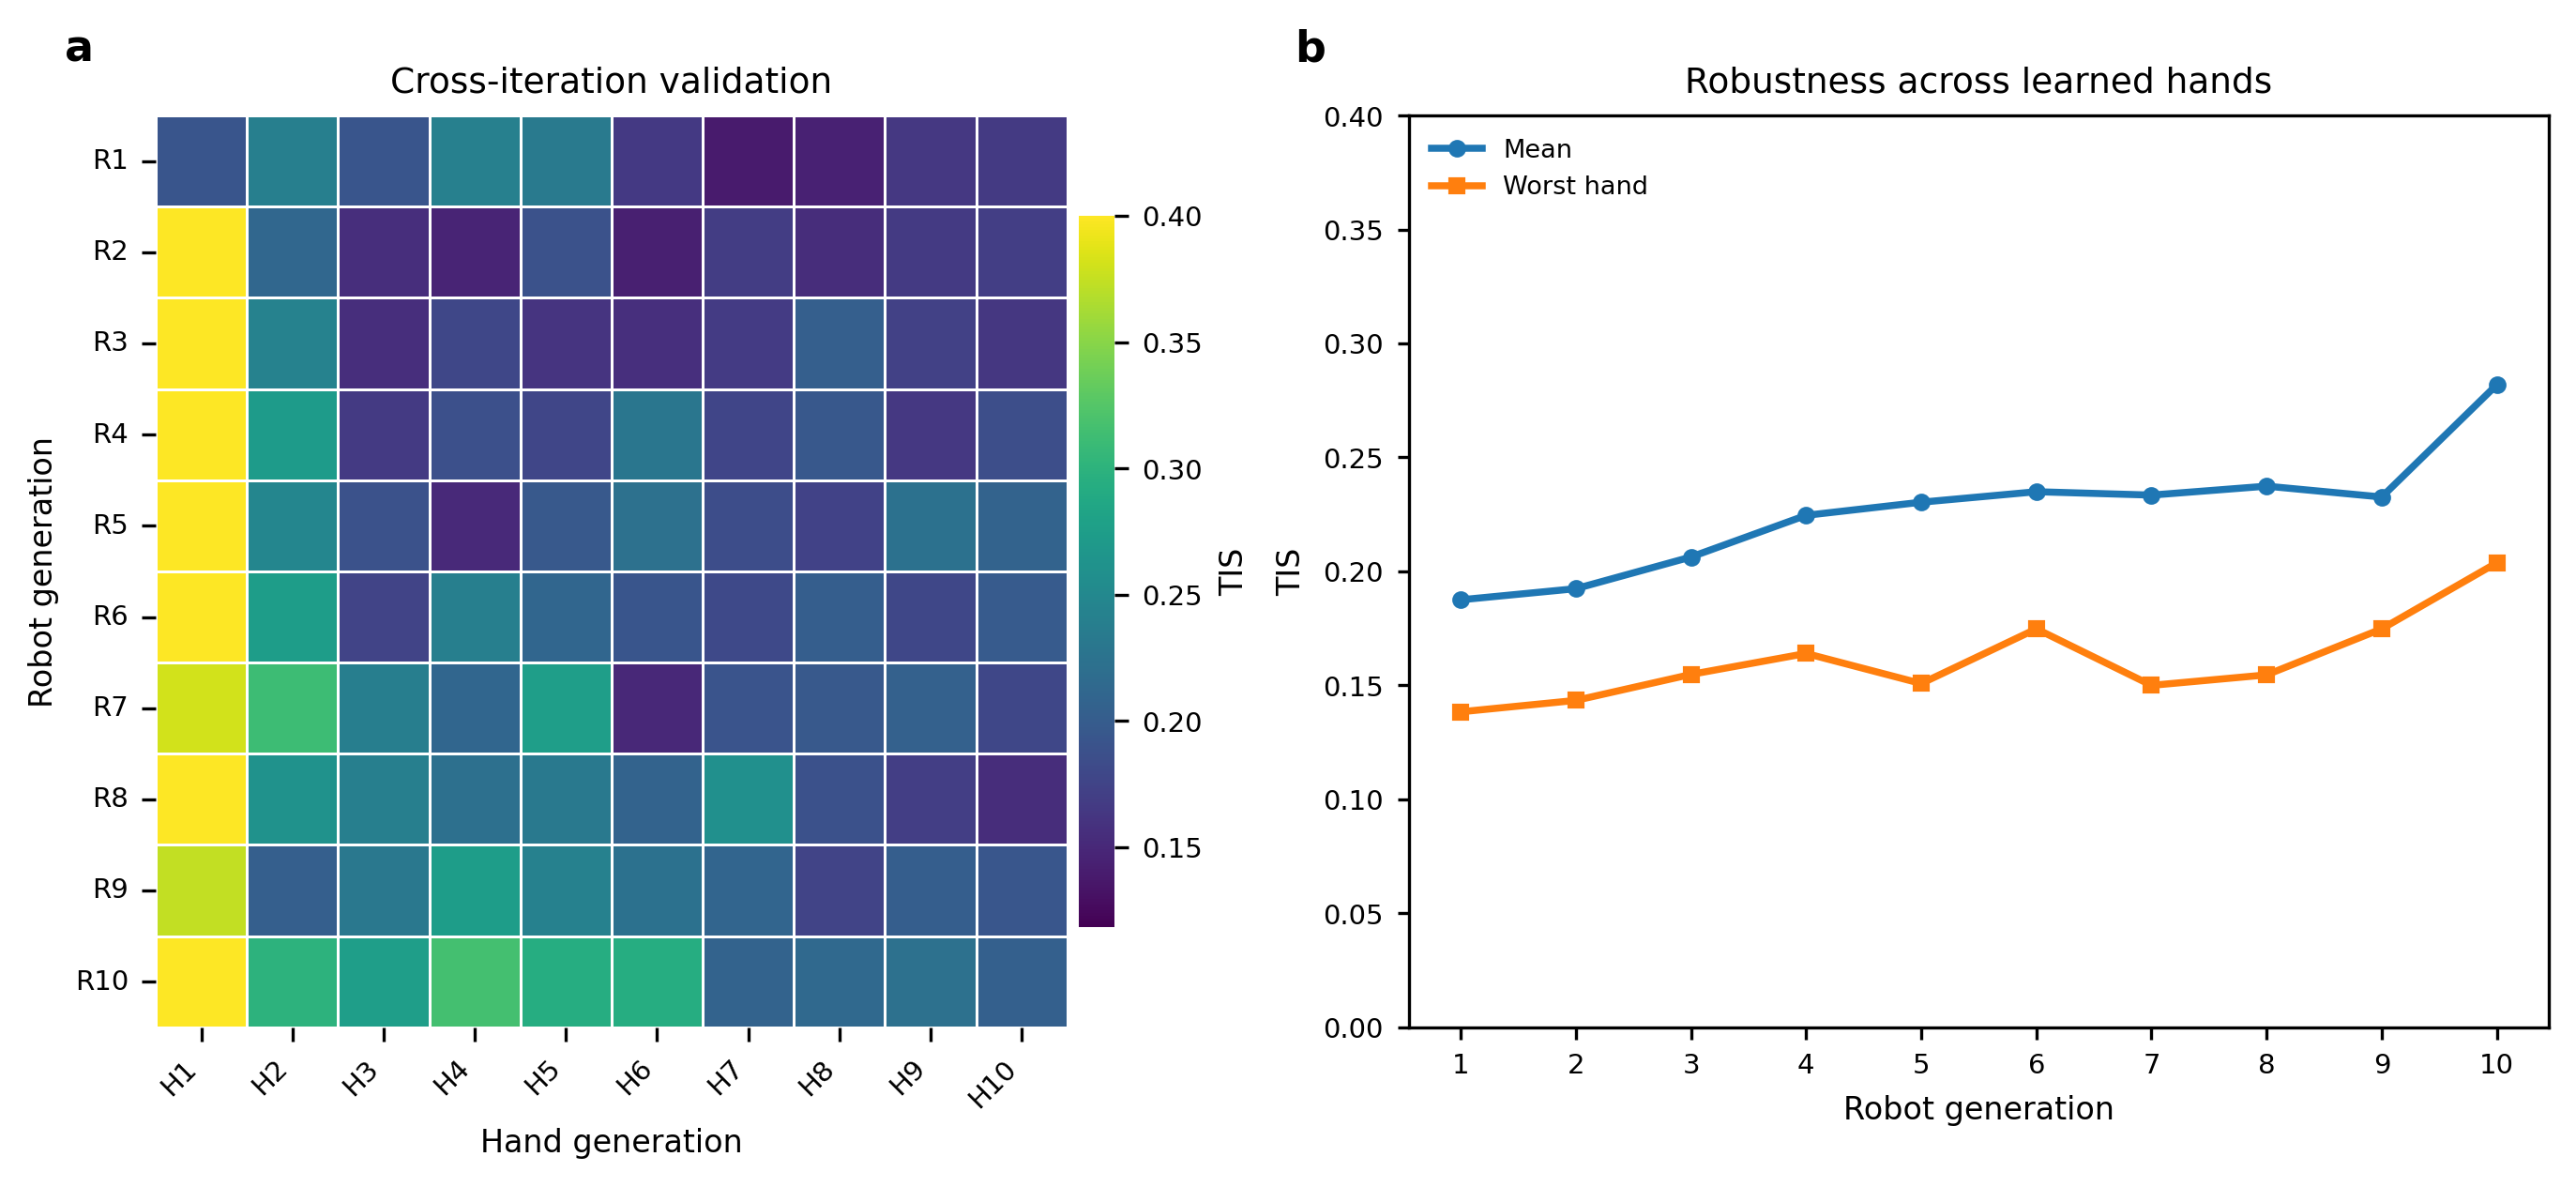 a
Cross-iteration validation
R1
R2
R3
R4
R5
R6
R7
R8
R9
R10
Robot generation
H1 H2 H3 H4 H5 H6 H7 H8 H9 H10
Hand generation
0.40
0.35
0.30
0.25
0.20
0.15
TIS
b
Robustness across learned hands
Mean
Worst hand
0.40
0.35
0.30
0.25
0.20
0.15
0.10
0.05
0.00
TIS
1 2 3 4 5 6 7 8 9 10
Robot generation